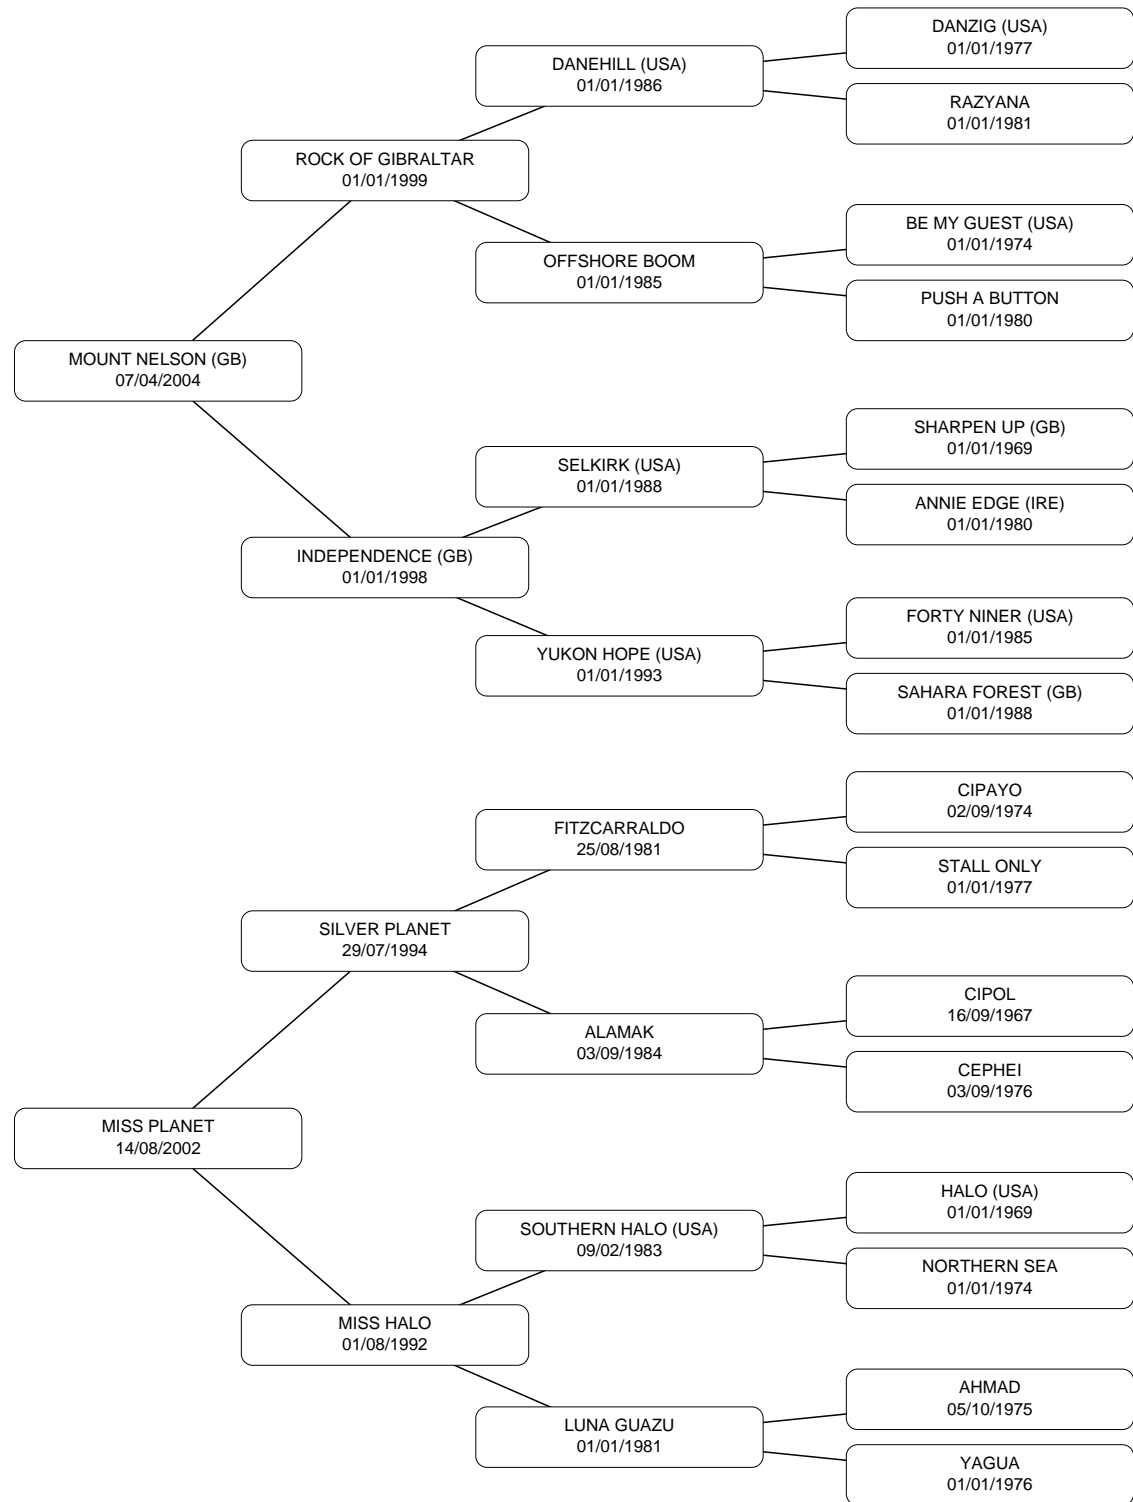 DANZIG (USA)
01/01/1977
DANEHILL (USA)
01/01/1986
RAZYANA
01/01/1981
ROCK OF GIBRALTAR
01/01/1999
BE MY GUEST (USA)
01/01/1974
OFFSHORE BOOM
01/01/1985
PUSH A BUTTON
01/01/1980
MOUNT NELSON (GB)
07/04/2004
SHARPEN UP (GB)
01/01/1969
SELKIRK (USA)
01/01/1988
ANNIE EDGE (IRE)
01/01/1980
INDEPENDENCE (GB)
01/01/1998
FORTY NINER (USA)
01/01/1985
YUKON HOPE (USA)
01/01/1993
SAHARA FOREST (GB)
01/01/1988
CIPAYO
02/09/1974
FITZCARRALDO
25/08/1981
STALL ONLY
01/01/1977
SILVER PLANET
29/07/1994
CIPOL
16/09/1967
ALAMAK
03/09/1984
CEPHEI
03/09/1976
MISS PLANET
14/08/2002
HALO (USA)
01/01/1969
SOUTHERN HALO (USA)
09/02/1983
NORTHERN SEA
01/01/1974
MISS HALO
01/08/1992
AHMAD
05/10/1975
LUNA GUAZU
01/01/1981
YAGUA
01/01/1976